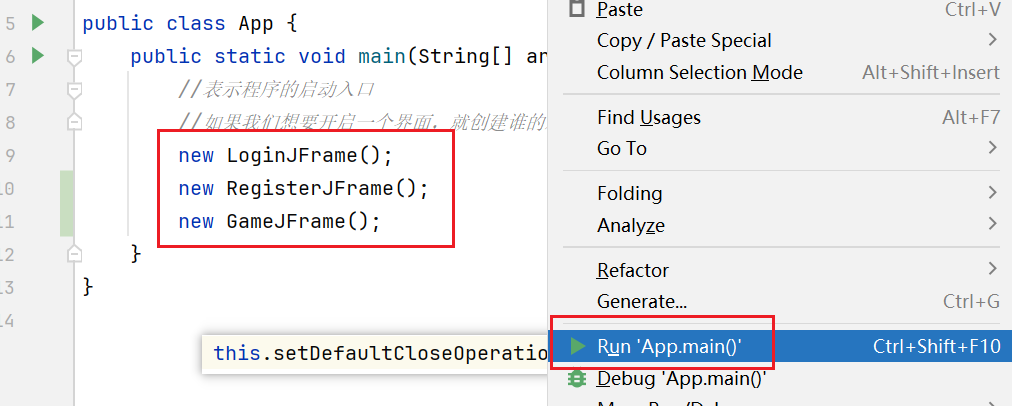 5 public class App {
6 public static void main(String[] ar
7 //表示程序的启动入口
8 //如果我们想要开启一个界面，就创建谁的
9 new LoginJFrame();
10 new RegisterJFrame();
11 new GameJFrame();
12 }
13 }
14
this.setDefaultCloseOperatio
Paste Ctrl+V
Copy / Paste Special
Column Selection Mode Alt+Shift+Insert
Find Usages Alt+F7
Go To
Folding
Analyze
Refactor
Generate... Ctrl+G
Run 'App.main()' Ctrl+Shift+F10
Debug 'App.main()'